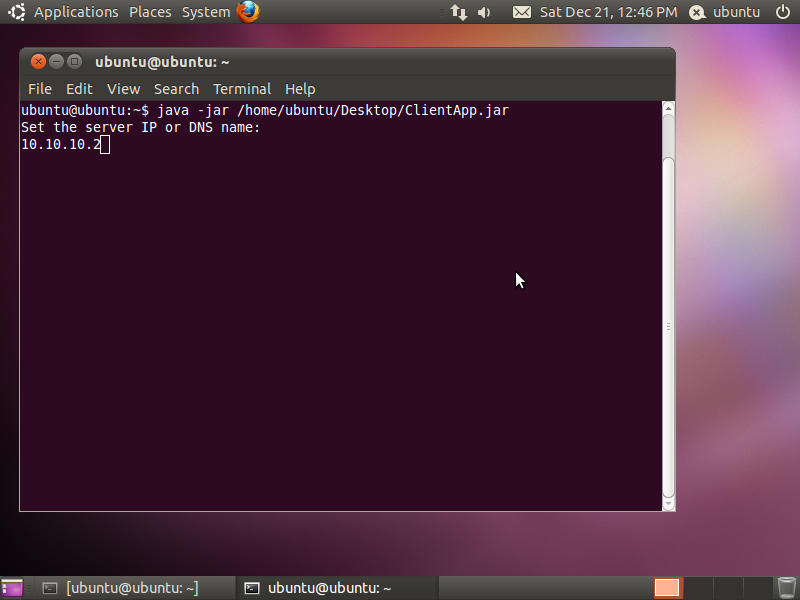 Applications Places System Sat Dec 21, 12:46 PM ubuntu
ubuntu@ubuntu: ~
File Edit View Search Terminal Help
ubuntu@ubuntu:~$ java -jar /home/ubuntu/Desktop/ClientApp.jar
Set the server IP or DNS name:
10.10.10.2
[ubuntu@ubuntu: ~] ubuntu@ubuntu: ~